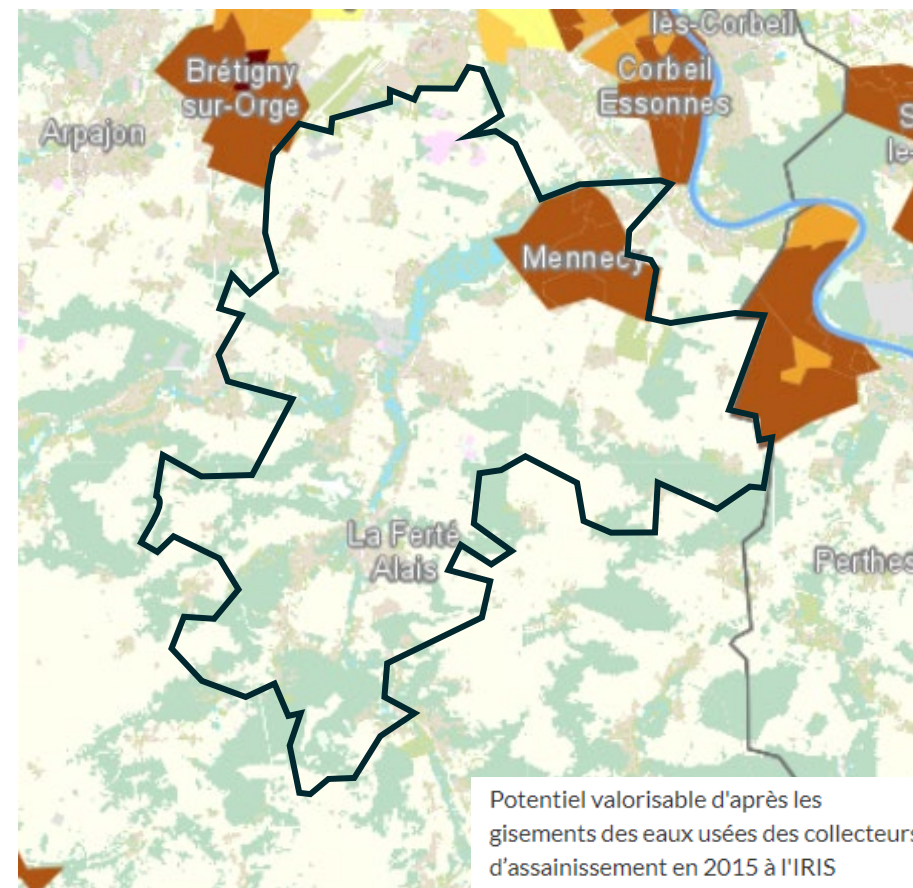 lès-Corbeil
Brétigny
sur-Orge
Corbeil
Essonnes
Arpajon
S
le-
Mennecy
La Ferté
Alais
Perthes
Potentiel valorisable d'après les
gisements des eaux usées des collecteurs
d'assainissement en 2015 à l'IRIS